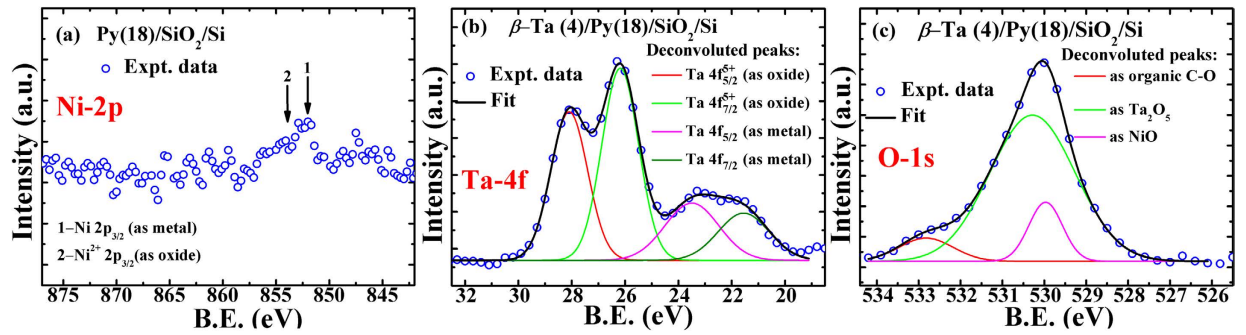 (a) Py(18)/SiO₂/Si
Expt. data
2 1
Ni-2p
1–Ni 2p₃/₂ (as metal)
2–Ni²⁺ 2p₃/₂(as oxide)
875 870 865 860 855 850 845
B.E. (eV)
Intensity (a.u.)
(b) β–Ta (4)/Py(18)/SiO₂/Si
Deconvoluted peaks:
Expt. data
Fit
Ta 4f⁵⁺₅/₂ (as oxide)
Ta 4f⁵⁺₇/₂ (as oxide)
Ta 4f₅/₂ (as metal)
Ta 4f₇/₂ (as metal)
Ta-4f
32 30 28 26 24 22 20
B.E. (eV)
Intensity (a.u.)
(c) β–Ta (4)/Py(18)/SiO₂/Si
Deconvoluted peaks:
Expt. data
Fit
as organic C-O
as Ta₂O₅
as NiO
O-1s
534 533 532 531 530 529 528 527 526 525
B.E. (eV)
Intensity (a.u.)